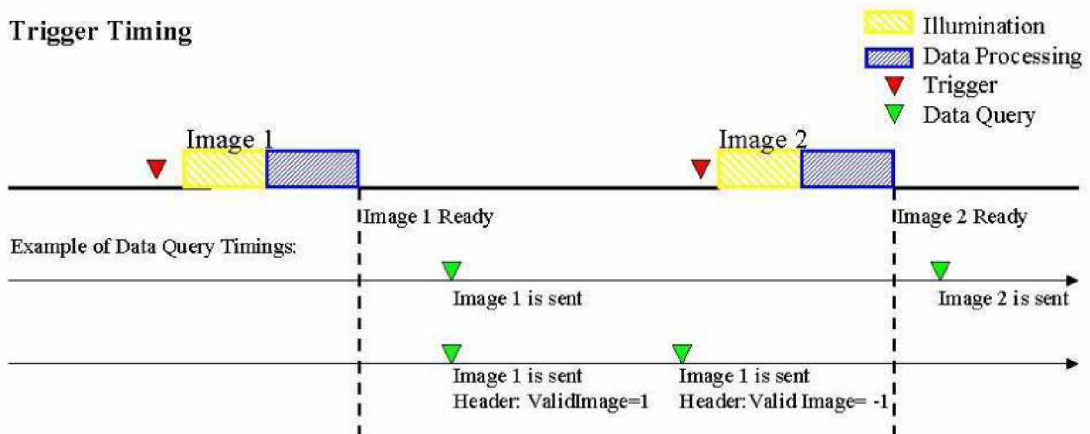 Trigger Timing
Illumination
Data Processing
Trigger
Data Query
Image 1
Image 2
Image 1 Ready
Image 2 Ready
Example of Data Query Timings:
Image 1 is sent
Image 2 is sent
Image 1 is sent
Header: ValidImage=1
Image 1 is sent
Header:Valid Image= -1